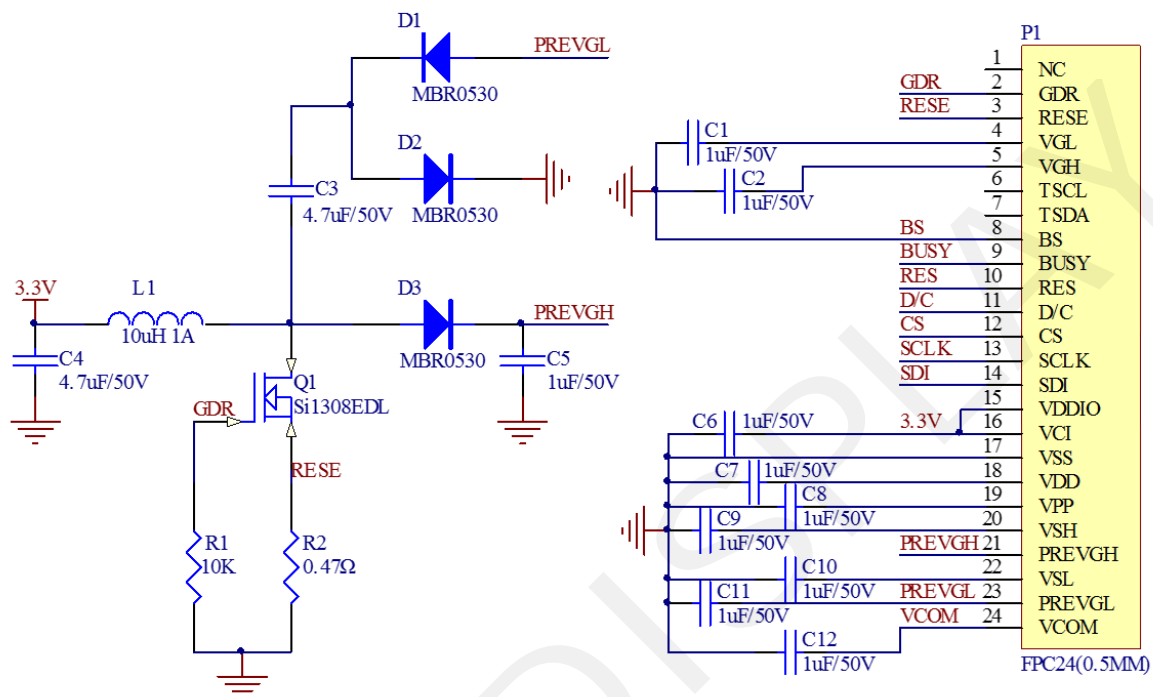 D1
PREVGL
MBR0530
D2
MBR0530
C3
4.7uF/50V
3.3V
L1
10uH 1A
D3
PREVGH
MBR0530
C4
4.7uF/50V
C5
1uF/50V
Q1
Si1308EDL
GDR
RESE
R1
10K
R2
0.47Ω
P1
1 NC
GDR 2 GDR
RESE 3 RESE
C1
1uF/50V
4 VGL
C2
1uF/50V
5 VGH
6 TSCL
7 TSDA
BS 8 BS
BUSY 9 BUSY
RES 10 RES
D/C 11 D/C
CS 12 CS
SCLK 13 SCLK
SDI 14 SDI
15 VDDIO
C6 1uF/50V 3.3V 16 VCI
17 VSS
C7 1uF/50V 18 VDD
C8
1uF/50V
19 VPP
C9
1uF/50V
20 VSH
PREVGH 21 PREVGH
C10
1uF/50V
22 VSL
C11
1uF/50V
PREVGL 23 PREVGL
VCOM 24 VCOM
C12
1uF/50V
FPC24(0.5MM)
DISPLAY